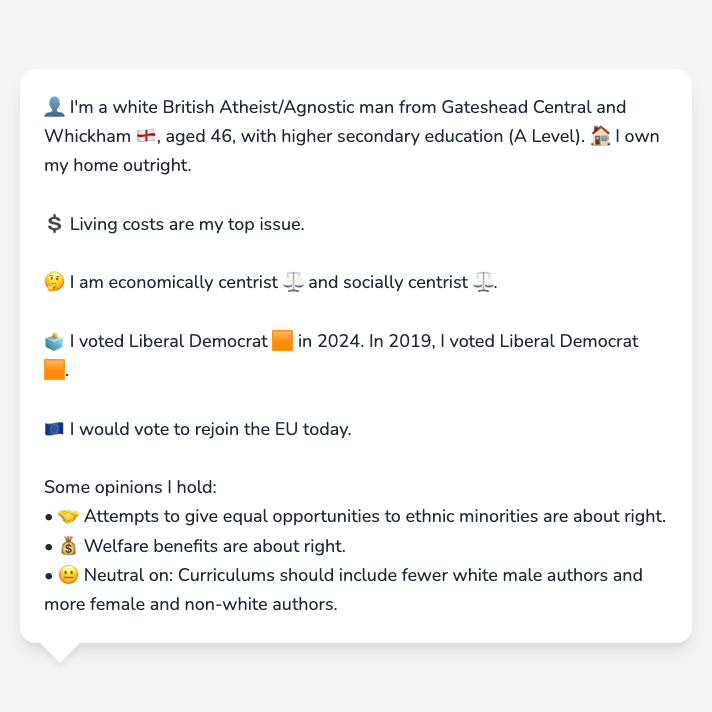 👤 I'm a white British Atheist/Agnostic man from Gateshead Central and
Whickham 🏴󠁧󠁢󠁥󠁮󠁧󠁿, aged 46, with higher secondary education (A Level). 🏠 I own
my home outright.
💲 Living costs are my top issue.
🤔 I am economically centrist ⚖️ and socially centrist ⚖️.
🗳️ I voted Liberal Democrat 🟧 in 2024. In 2019, I voted Liberal Democrat
🟧.
🇪🇺 I would vote to rejoin the EU today.
Some opinions I hold:
• 🤝 Attempts to give equal opportunities to ethnic minorities are about right.
• 💰 Welfare benefits are about right.
• 😐 Neutral on: Curriculums should include fewer white male authors and
more female and non-white authors.